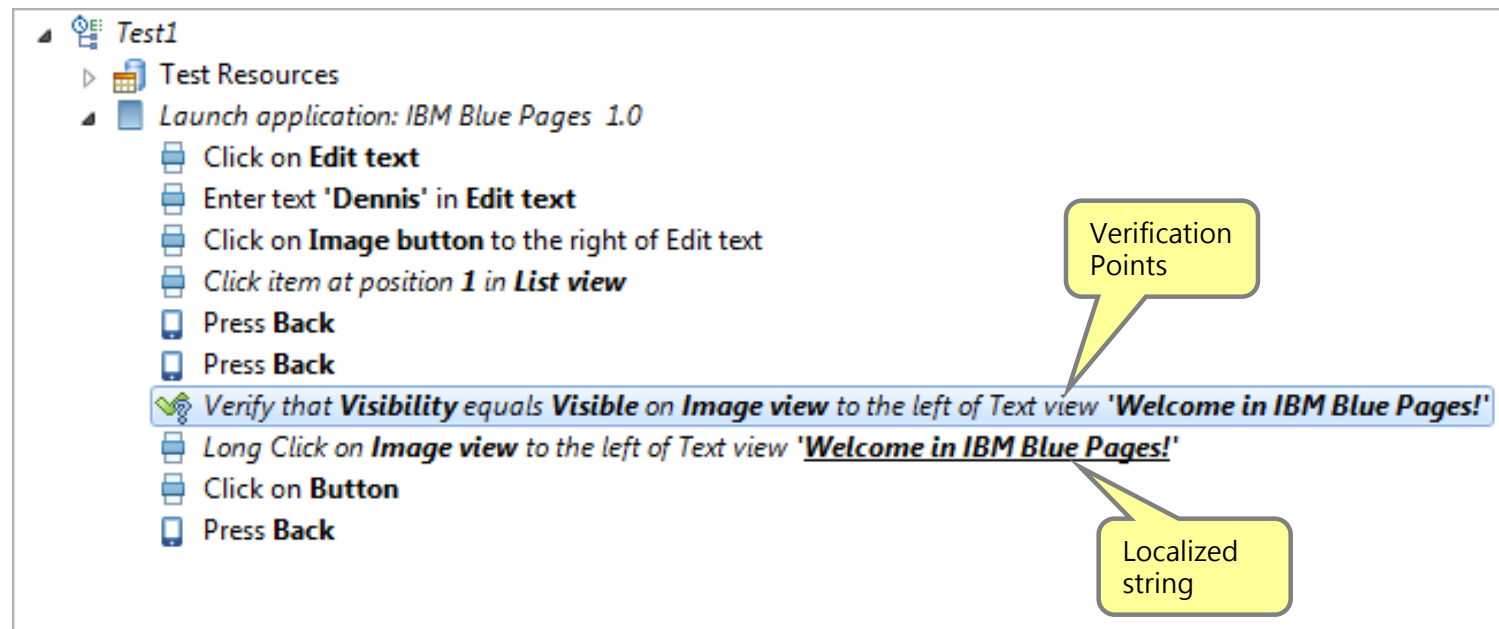 Test1
Test Resources
Launch application: IBM Blue Pages 1.0
Click on Edit text
Enter text 'Dennis' in Edit text
Click on Image button to the right of Edit text
Click item at position 1 in List view
Press Back
Press Back
Verify that Visibility equals Visible on Image view to the left of Text view 'Welcome in IBM Blue Pages!'
Long Click on Image view to the left of Text view 'Welcome in IBM Blue Pages!'
Click on Button
Press Back
Verification
Points
Localized
string